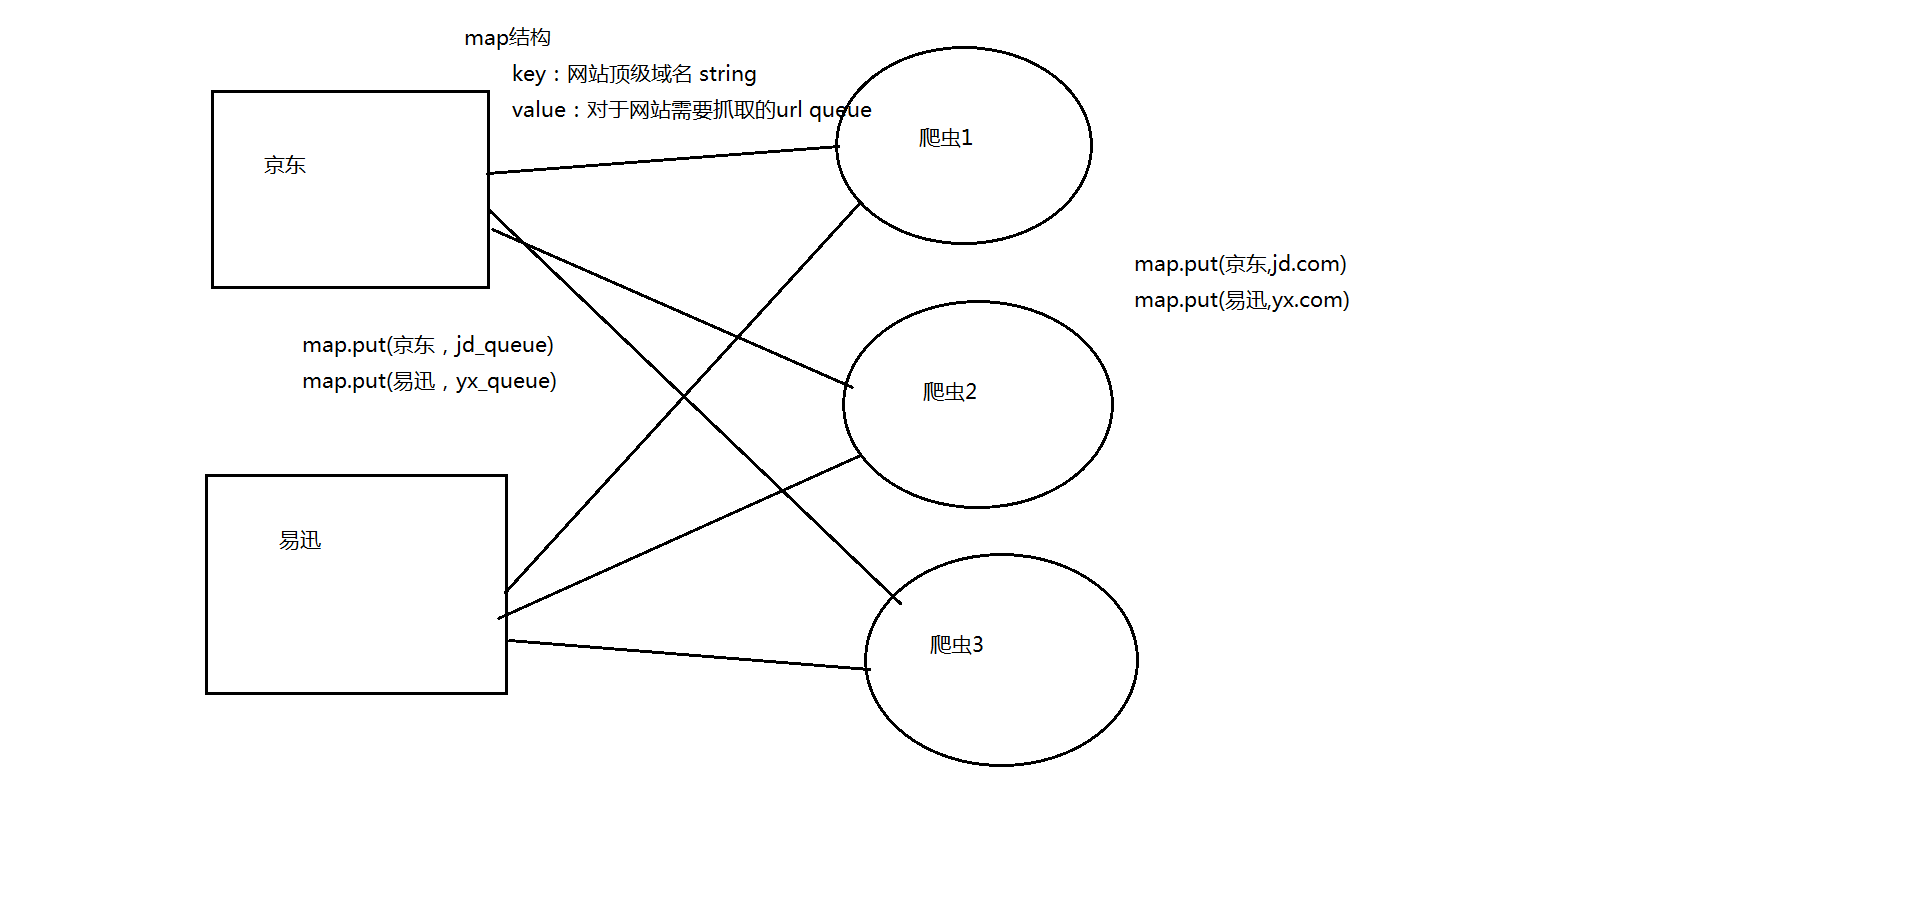 map结构
key：网站顶级域名 string
value：对于网站需要抓取的url queue
京东
爬虫1
map.put(京东,jd.com)
map.put(易迅,yx.com)
map.put(京东，jd_queue)
map.put(易迅，yx_queue)
爬虫2
易迅
爬虫3